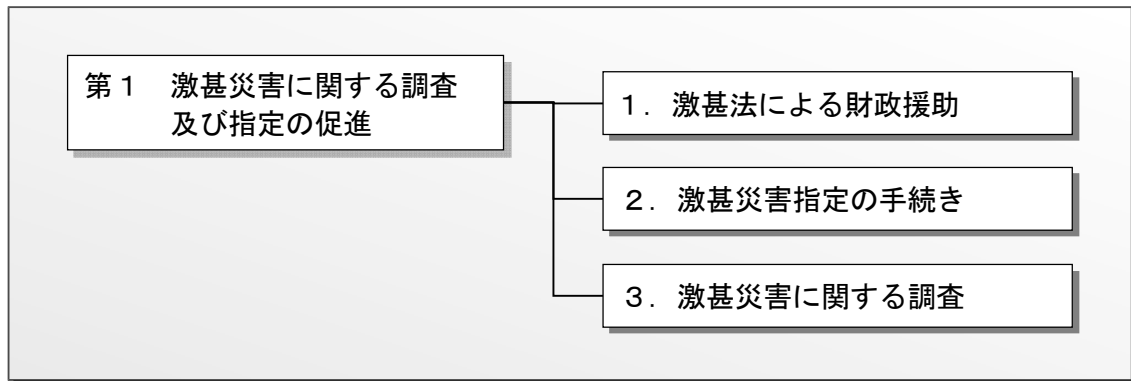 第１　激甚災害に関する調査
及び指定の促進
１．激甚法による財政援助
２．激甚災害指定の手続き
３．激甚災害に関する調査